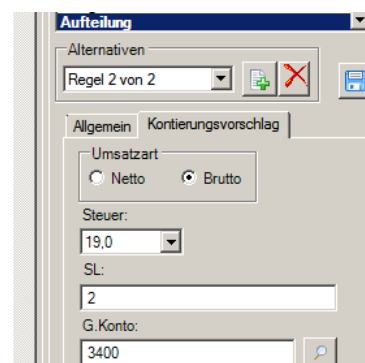 Aufteilung
Alternativen
Regel 2 von 2
Allgemein Kontierungsvorschlag
Umsatzart
Netto Brutto
Steuer:
19,0
SL:
2
G.Konto:
3400